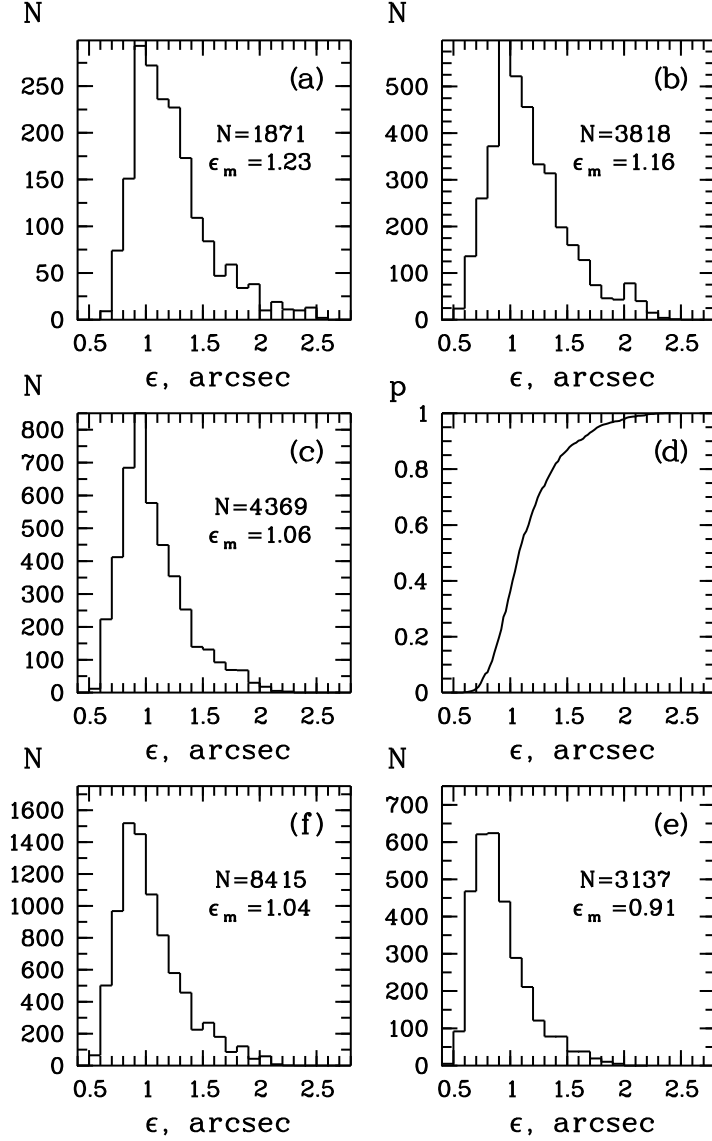 N
(a)
N=1871
ϵm =1.23
250
200
150
100
50
0
0.5 1 1.5 2 2.5
ϵ, arcsec
N
(b)
N=3818
ϵm =1.16
500
400
300
200
100
0
0.5 1 1.5 2 2.5
ϵ, arcsec
N
(c)
N=4369
ϵm =1.06
800
700
600
500
400
300
200
100
0
0.5 1 1.5 2 2.5
ϵ, arcsec
p
(d)
1
0.8
0.6
0.4
0.2
0
0.5 1 1.5 2 2.5
ϵ, arcsec
N
(f)
N=8415
ϵm =1.04
1600
1400
1200
1000
800
600
400
200
0
0.5 1 1.5 2 2.5
ϵ, arcsec
N
(e)
N=3137
ϵm =0.91
700
600
500
400
300
200
100
0
0.5 1 1.5 2 2.5
ϵ, arcsec